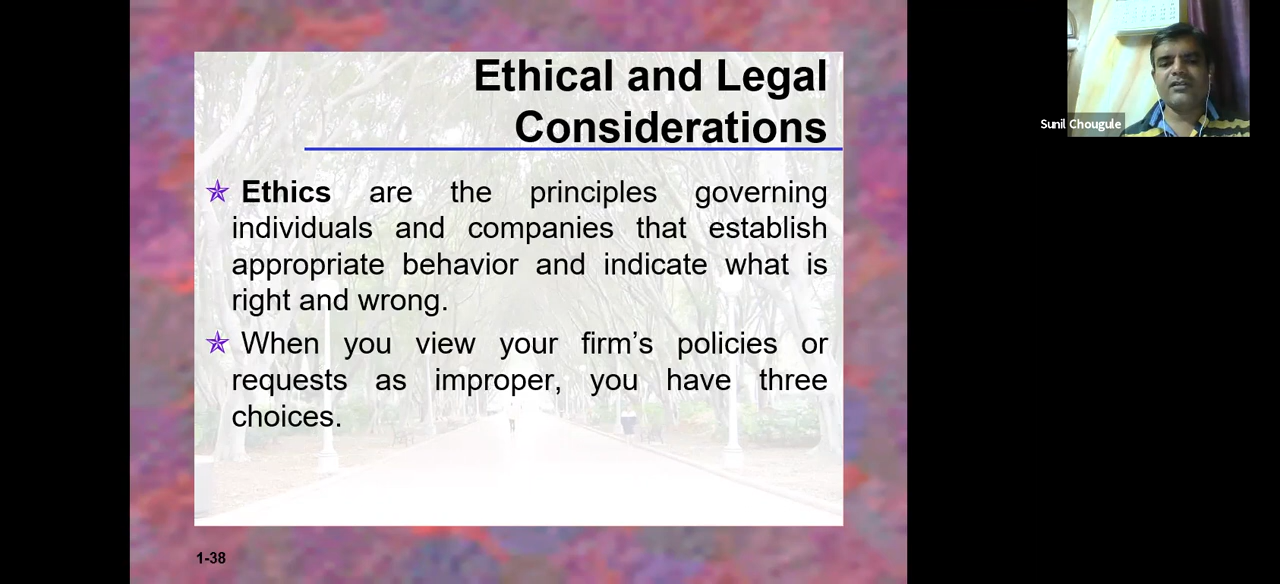 Ethical and Legal
Considerations
Ethics are the principles governing
individuals and companies that establish
appropriate behavior and indicate what is
right and wrong.
When you view your firm’s policies or
requests as improper, you have three
choices.
1-38
Sunil Chougule